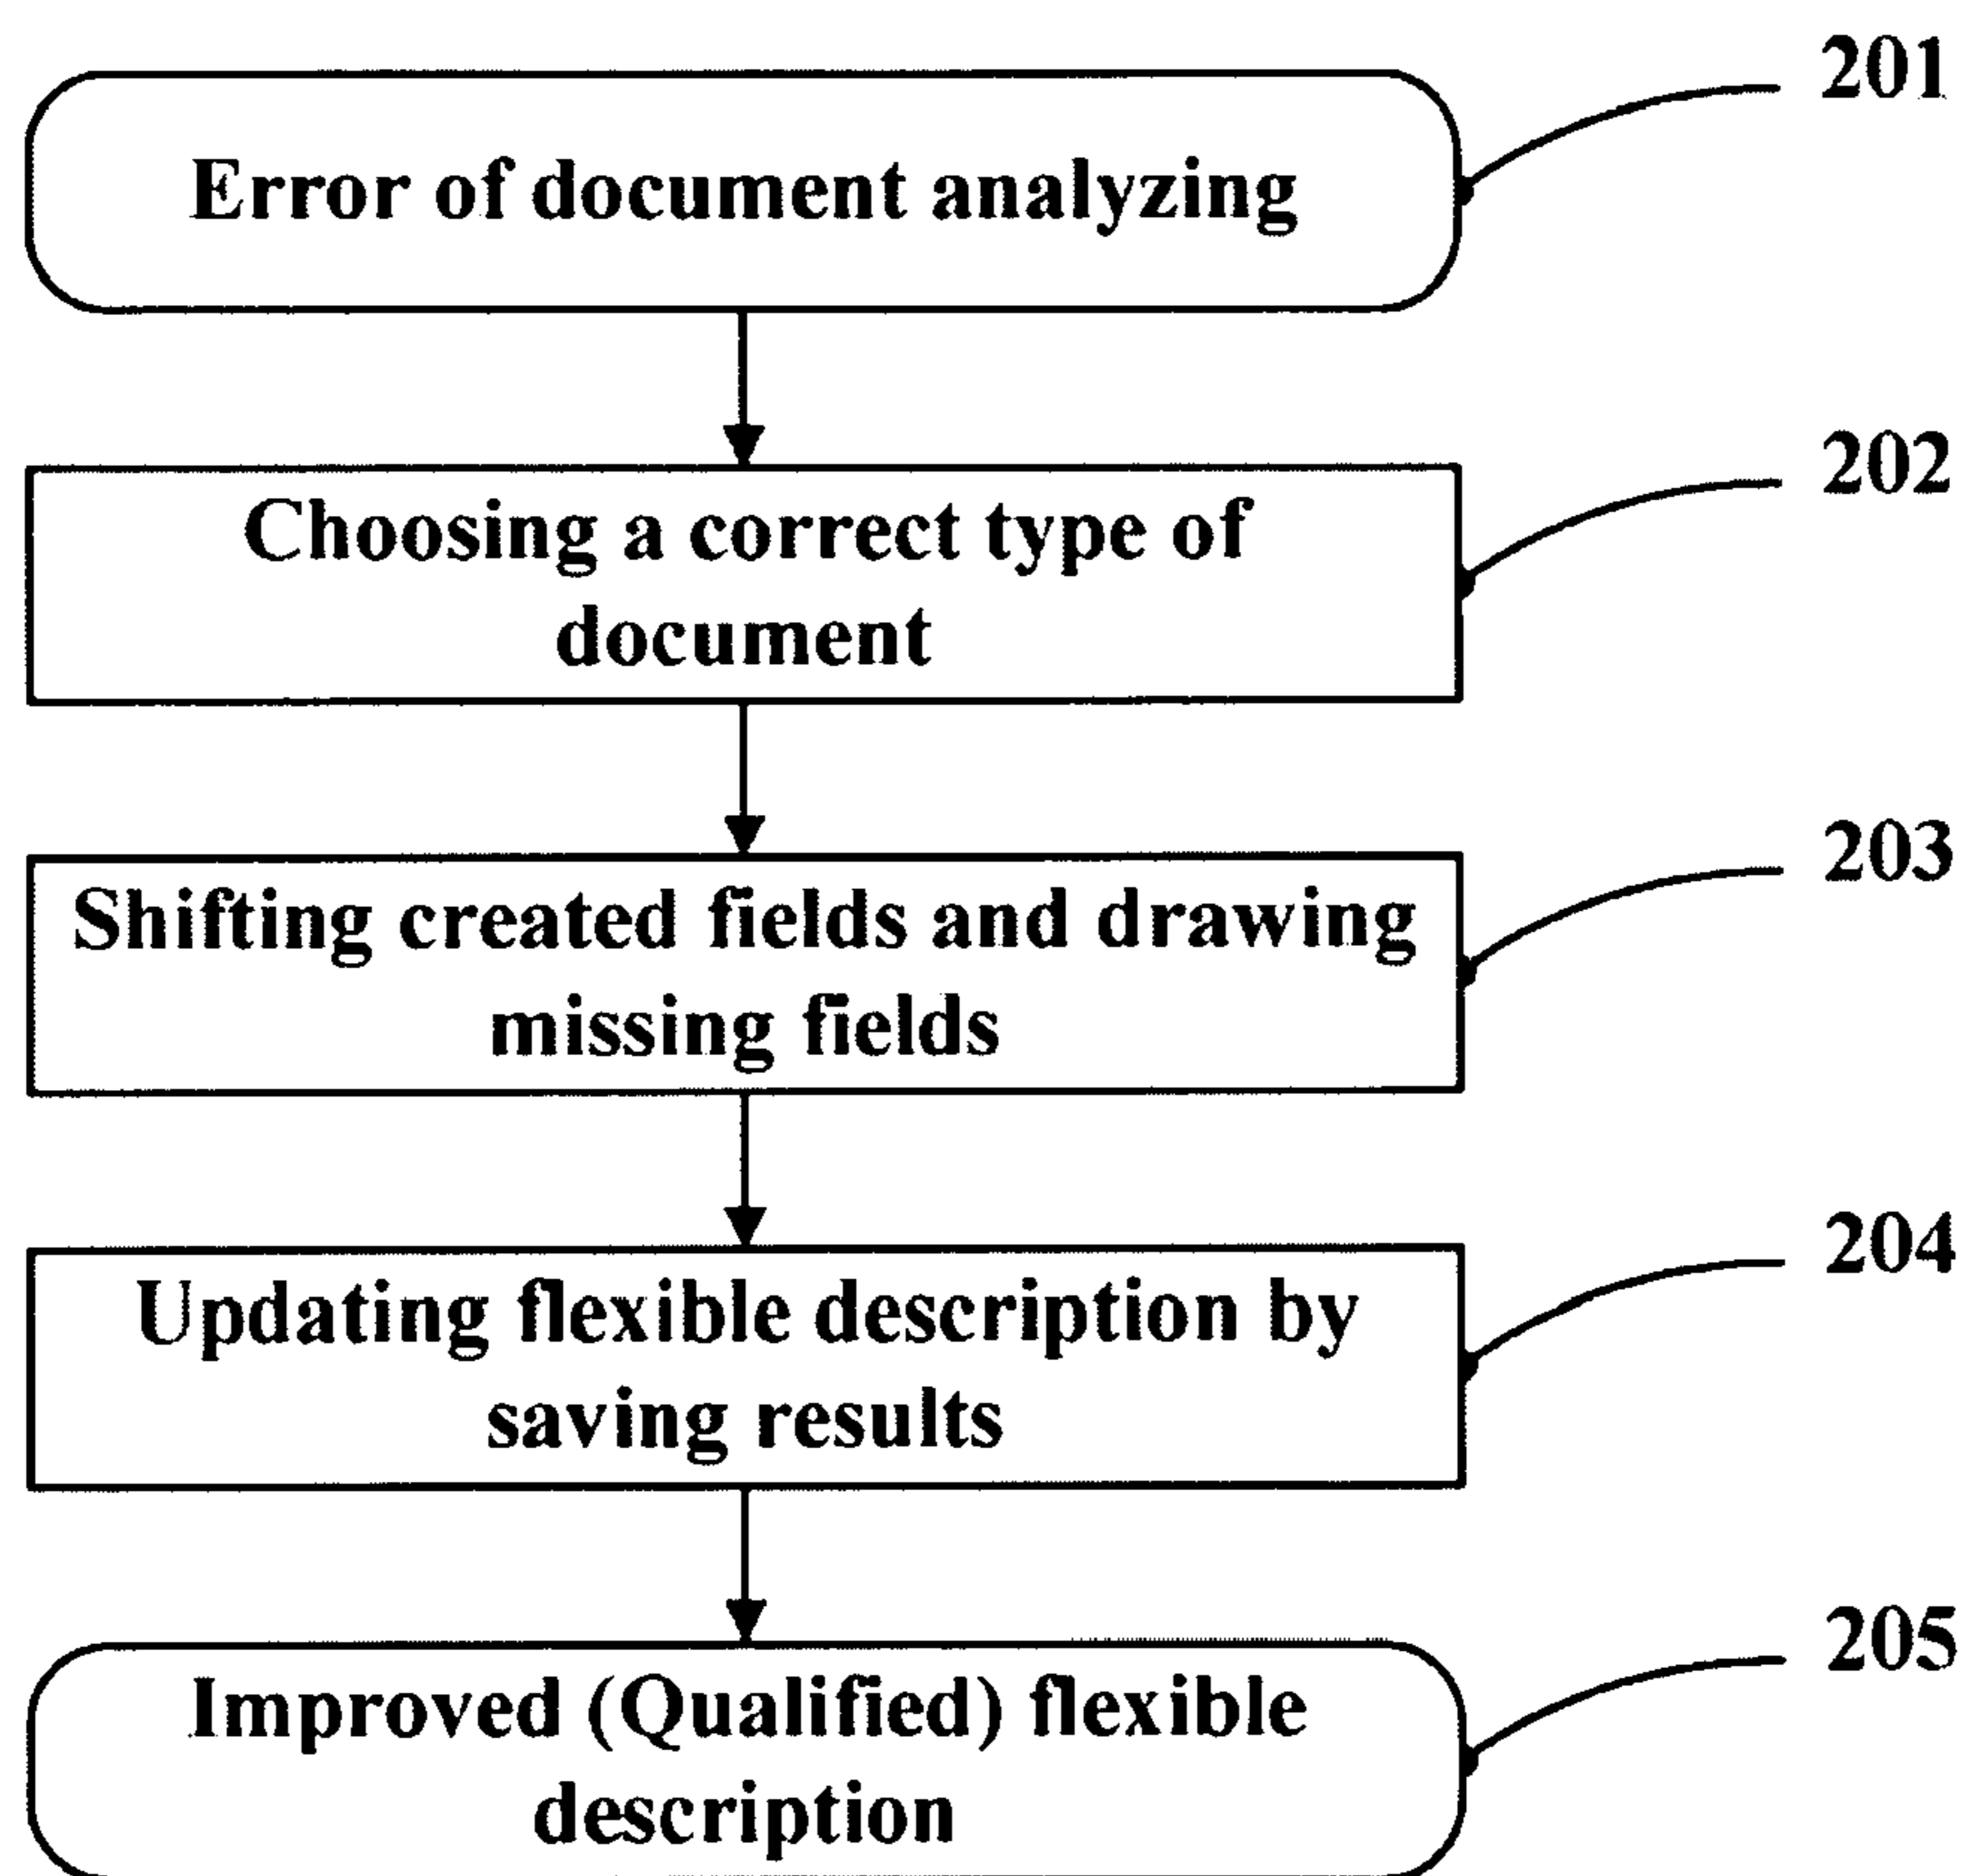 201
Error of document analyzing
202
Choosing a correct type of
document
203
Shifting created fields and drawing
missing fields
204
Updating flexible description by
saving results
205
Improved (Qualified) flexible
description